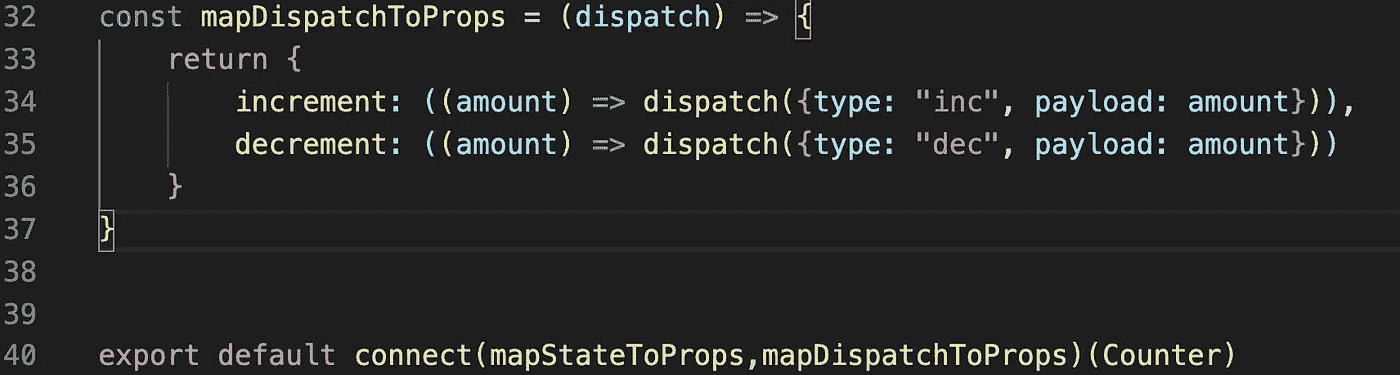 32 const mapDispatchToProps = (dispatch) => {
33 return {
34 increment: ((amount) => dispatch({type: "inc", payload: amount})),
35 decrement: ((amount) => dispatch({type: "dec", payload: amount}))
36 }
37 }
38
39
40 export default connect(mapStateToProps,mapDispatchToProps)(Counter)